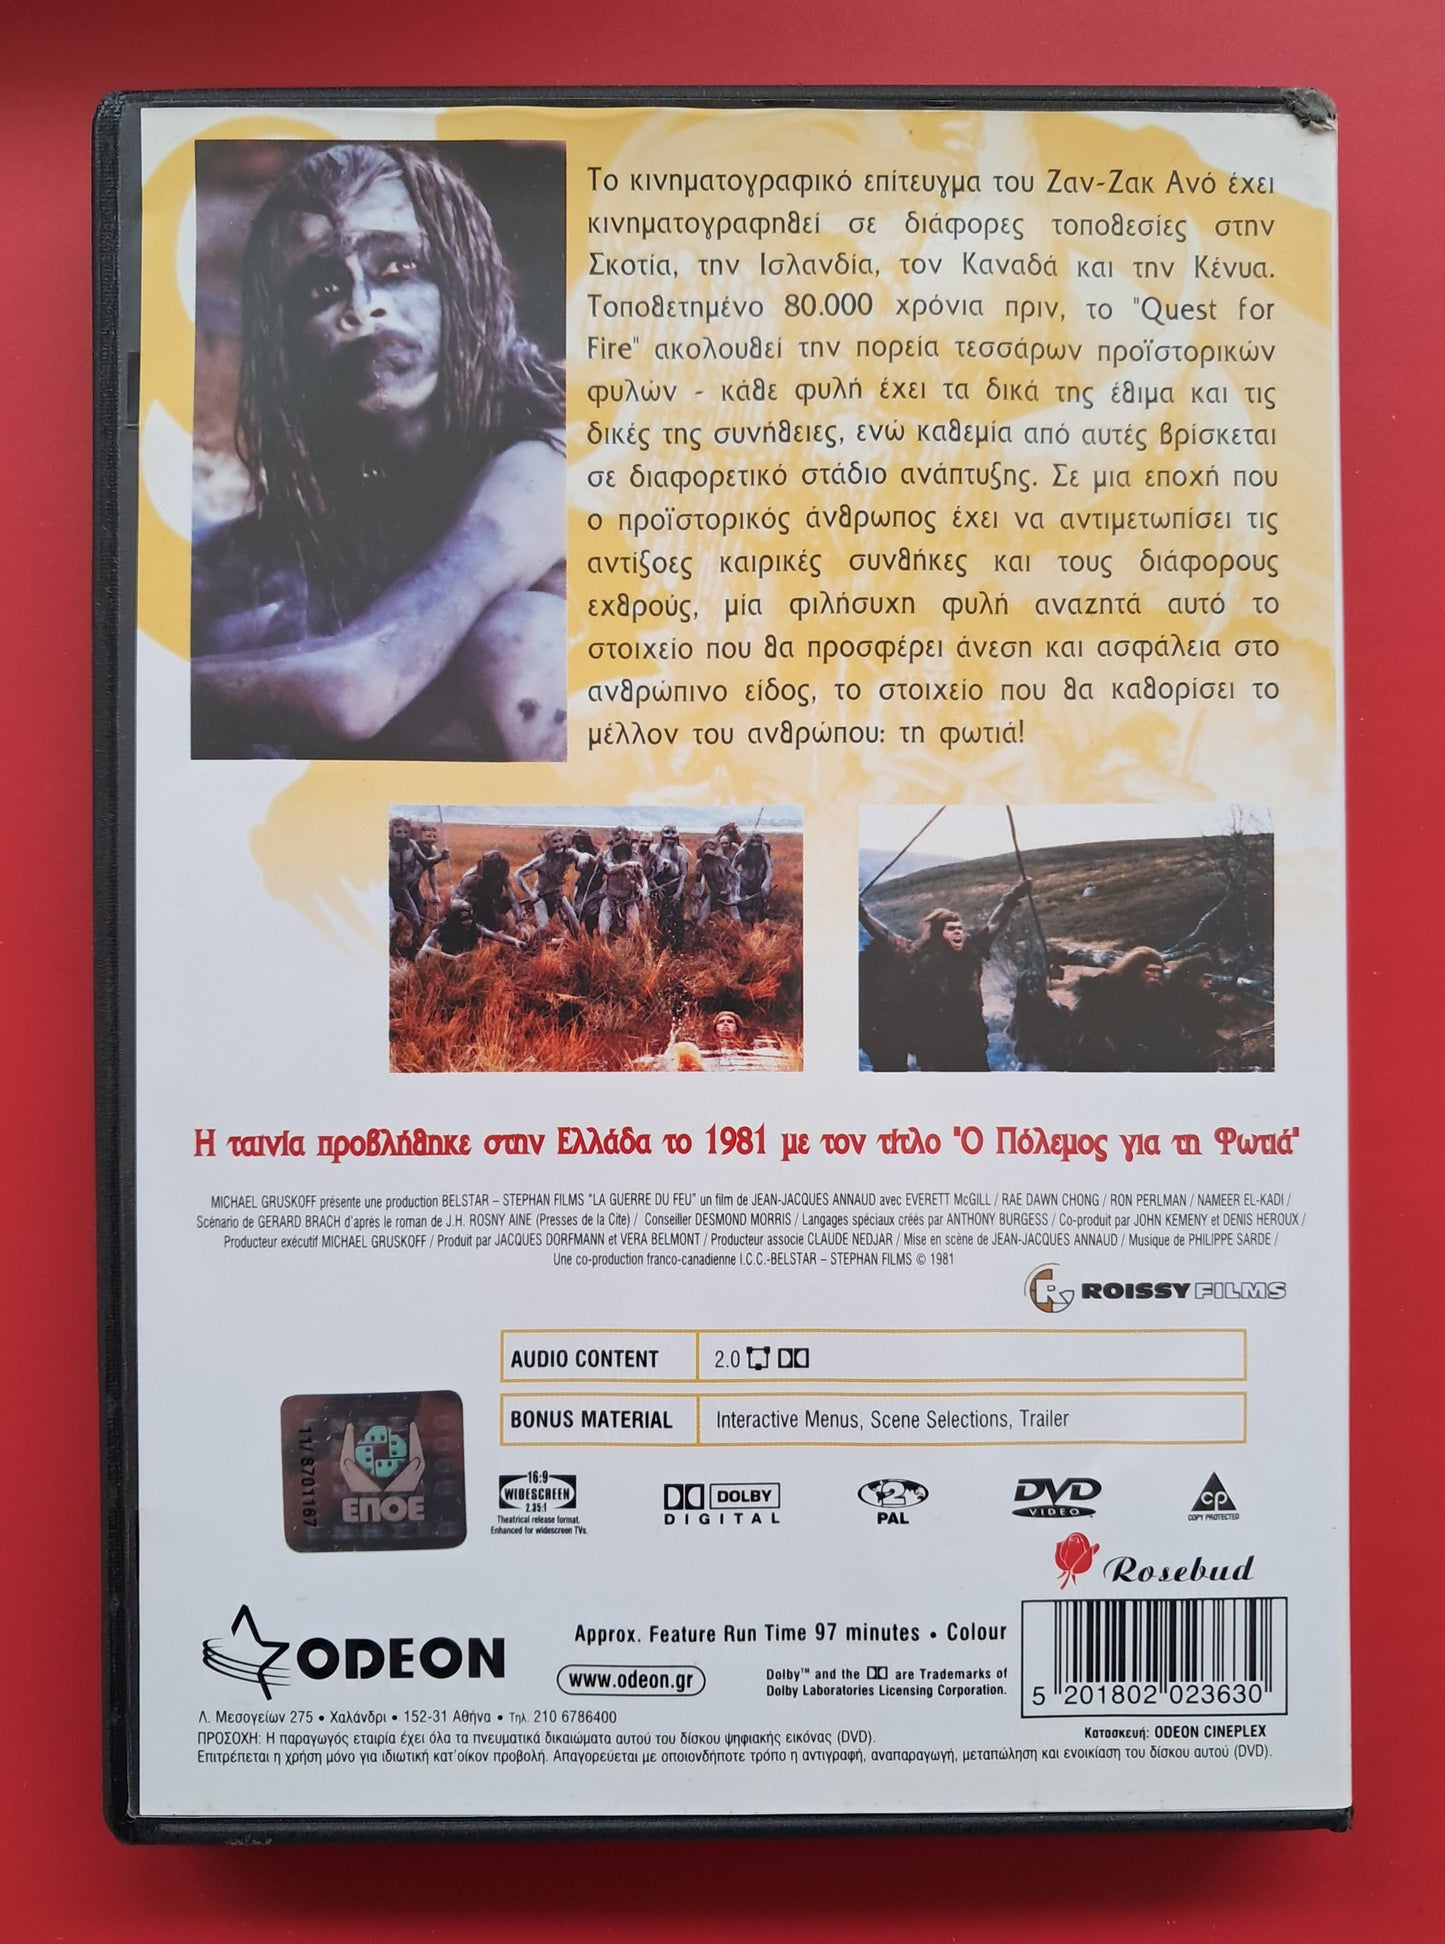 Το κινηματογραφικό επίτευγμα του Ζαν-Ζακ Ανό έχει
κινηματογραφηθεί σε διάφορες τοποθεσίες στην
Σκοτία, την Ισλανδία, τον Καναδά και την Κένυα.
Τοποθετημένο 80.000 χρόνια πριν, το "Quest for
Fire" ακολουθεί την πορεία τεσσάρων προϊστορικών
φυλών - κάθε φυλή έχει τα δικά της έθιμα και τις
δικές της συνήθειες, ενώ καθεμία από αυτές βρίσκεται
σε διαφορετικό στάδιο ανάπτυξης. Σε μια εποχή που
ο προϊστορικός άνθρωπος έχει να αντιμετωπίσει τις
αντίξοες καιρικές συνθήκες και τους διάφορους
εχθρούς, μία φιλήσυχη φυλή αναζητά αυτό το
στοιχείο που θα προσφέρει άνεση και ασφάλεια στο
ανθρώπινο είδος, το στοιχείο που θα καθορίσει το
μέλλον του ανθρώπου: τη φωτιά!
Η ταινία προβλήθηκε στην Ελλάδα το 1981 με τον τίτλο "Ο Πόλεμος για τη Φωτιά"
MICHAEL GRUSKOFF présente une production BELSTAR – STEPHAN FILMS "LA GUERRE DU FEU" un film de JEAN-JACQUES ANNAUD avec EVERETT McGILL / RAE DAWN CHONG / RON PERLMAN / NAMEER EL-KADI /
Scénario de GERARD BRACH d'après le roman de J.H. ROSNY AINE (Presses de la Cite) / Conseiller DESMOND MORRIS / Langages spéciaux créés par ANTHONY BURGESS / Co-produit par JOHN KEMENY et DENIS HEROUX /
Producteur exécutif MICHAEL GRUSKOFF / Produit par JACQUES DORFMANN et VERA BELMONT / Producteur associe CLAUDE NEDJAR / Mise en scène de JEAN-JACQUES ANNAUD / Musique de PHILIPPE SARDE /
Une co-production franco-canadienne I.C.C.-BELSTAR – STEPHAN FILMS © 1981
R ROISSY FILMS
AUDIO CONTENT 2.0
BONUS MATERIAL Interactive Menus, Scene Selections, Trailer
11/8701167
ΕΠΟΕ
16:9
WIDESCREEN
2.35:1
Theatrical release format.
Enhanced for widescreen TVs.
DOLBY
DIGITAL
2
PAL
DVD
VIDEO
CP
COPY PROTECTED
Rosebud
ODEON
Approx. Feature Run Time 97 minutes • Colour
www.odeon.gr
Dolby™ and the are Trademarks of
Dolby Laboratories Licensing Corporation.
5 201802 023630
Λ. Μεσογείων 275 • Χαλάνδρι • 152-31 Αθήνα • Τηλ. 210 6786400
Κατασκευή: ODEON CINEPLEX
ΠΡΟΣΟΧΗ: Η παραγωγός εταιρία έχει όλα τα πνευματικά δικαιώματα αυτού του δίσκου ψηφιακής εικόνας (DVD).
Επιτρέπεται η χρήση μόνο για ιδιωτική κατ'οίκον προβολή. Απαγορεύεται με οποιονδήποτε τρόπο η αντιγραφή, αναπαραγωγή, μεταπώληση και ενοικίαση του δίσκου αυτού (DVD).